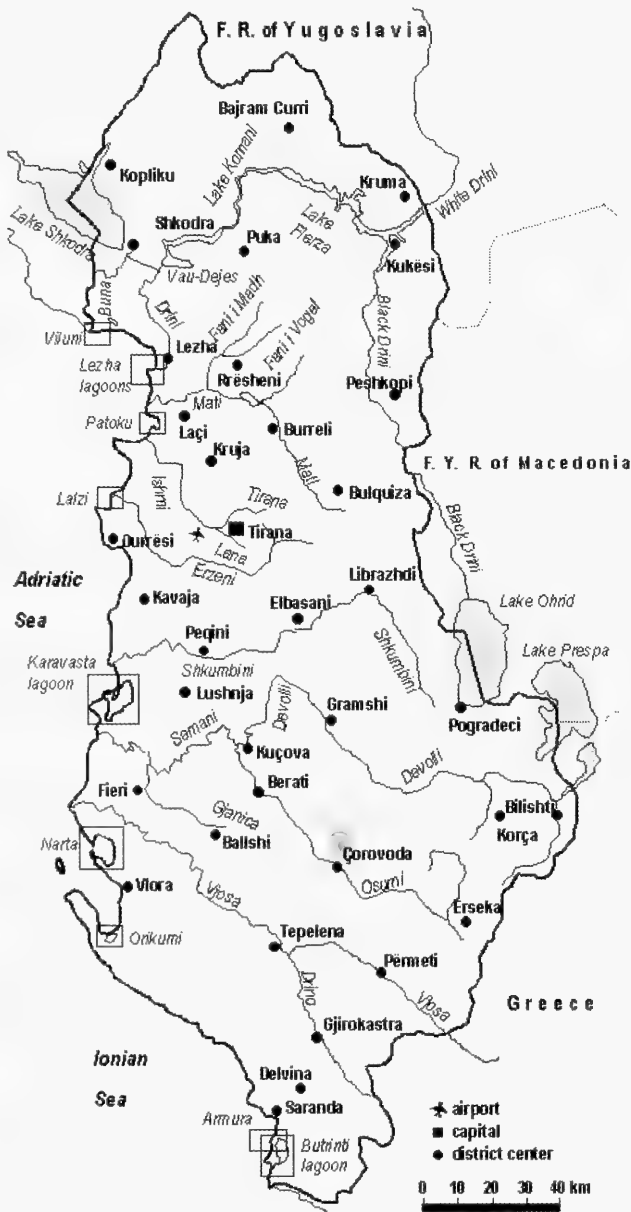 F. R. of Yugoslavia
Bajram Curri
Kopliku
Lake Komani
Kruma
White Drini
Lake Shkodra
Shkodra
Puka
Lake
Fierza
Kukësi
Vau-Dejes
Buna
Drini
Fani i Madh
Fani i Vogel
Black Drini
Viluni
Lezha
Lezha
lagoons
Rrësheni
Peshkopi
Mati
Patoku
Laçi
Burreli
Kruja
Mati
F. Y. R. of Macedonia
Lalzi
Ishmi
Tirana
Bulquiza
Durrësi
Tirana
Lana
Erzeni
Black Drini
Adriatic
Sea
Kavaja
Librazhdi
Elbasani
Lake Ohrid
Peqini
Lake Prespa
Karavasta
lagoon
Shkumbini
Shkumbini
Lushnja
Devolli
Gramshi
Pogradeci
Semani
Kuçova
Devolli
Fieri
Berati
Bilishti
Gjanica
Korça
Narta
Ballshi
Çorovoda
Osumi
Vlora
Vjosa
Erseka
Orikumi
Tepelena
Përmeti
Drino
Vjosa
Greece
Gjirokastra
Ionian
Sea
Delvina
Saranda
Armura
Butrinti
lagoon
airport
capital
district center
0 10 20 30 40 km